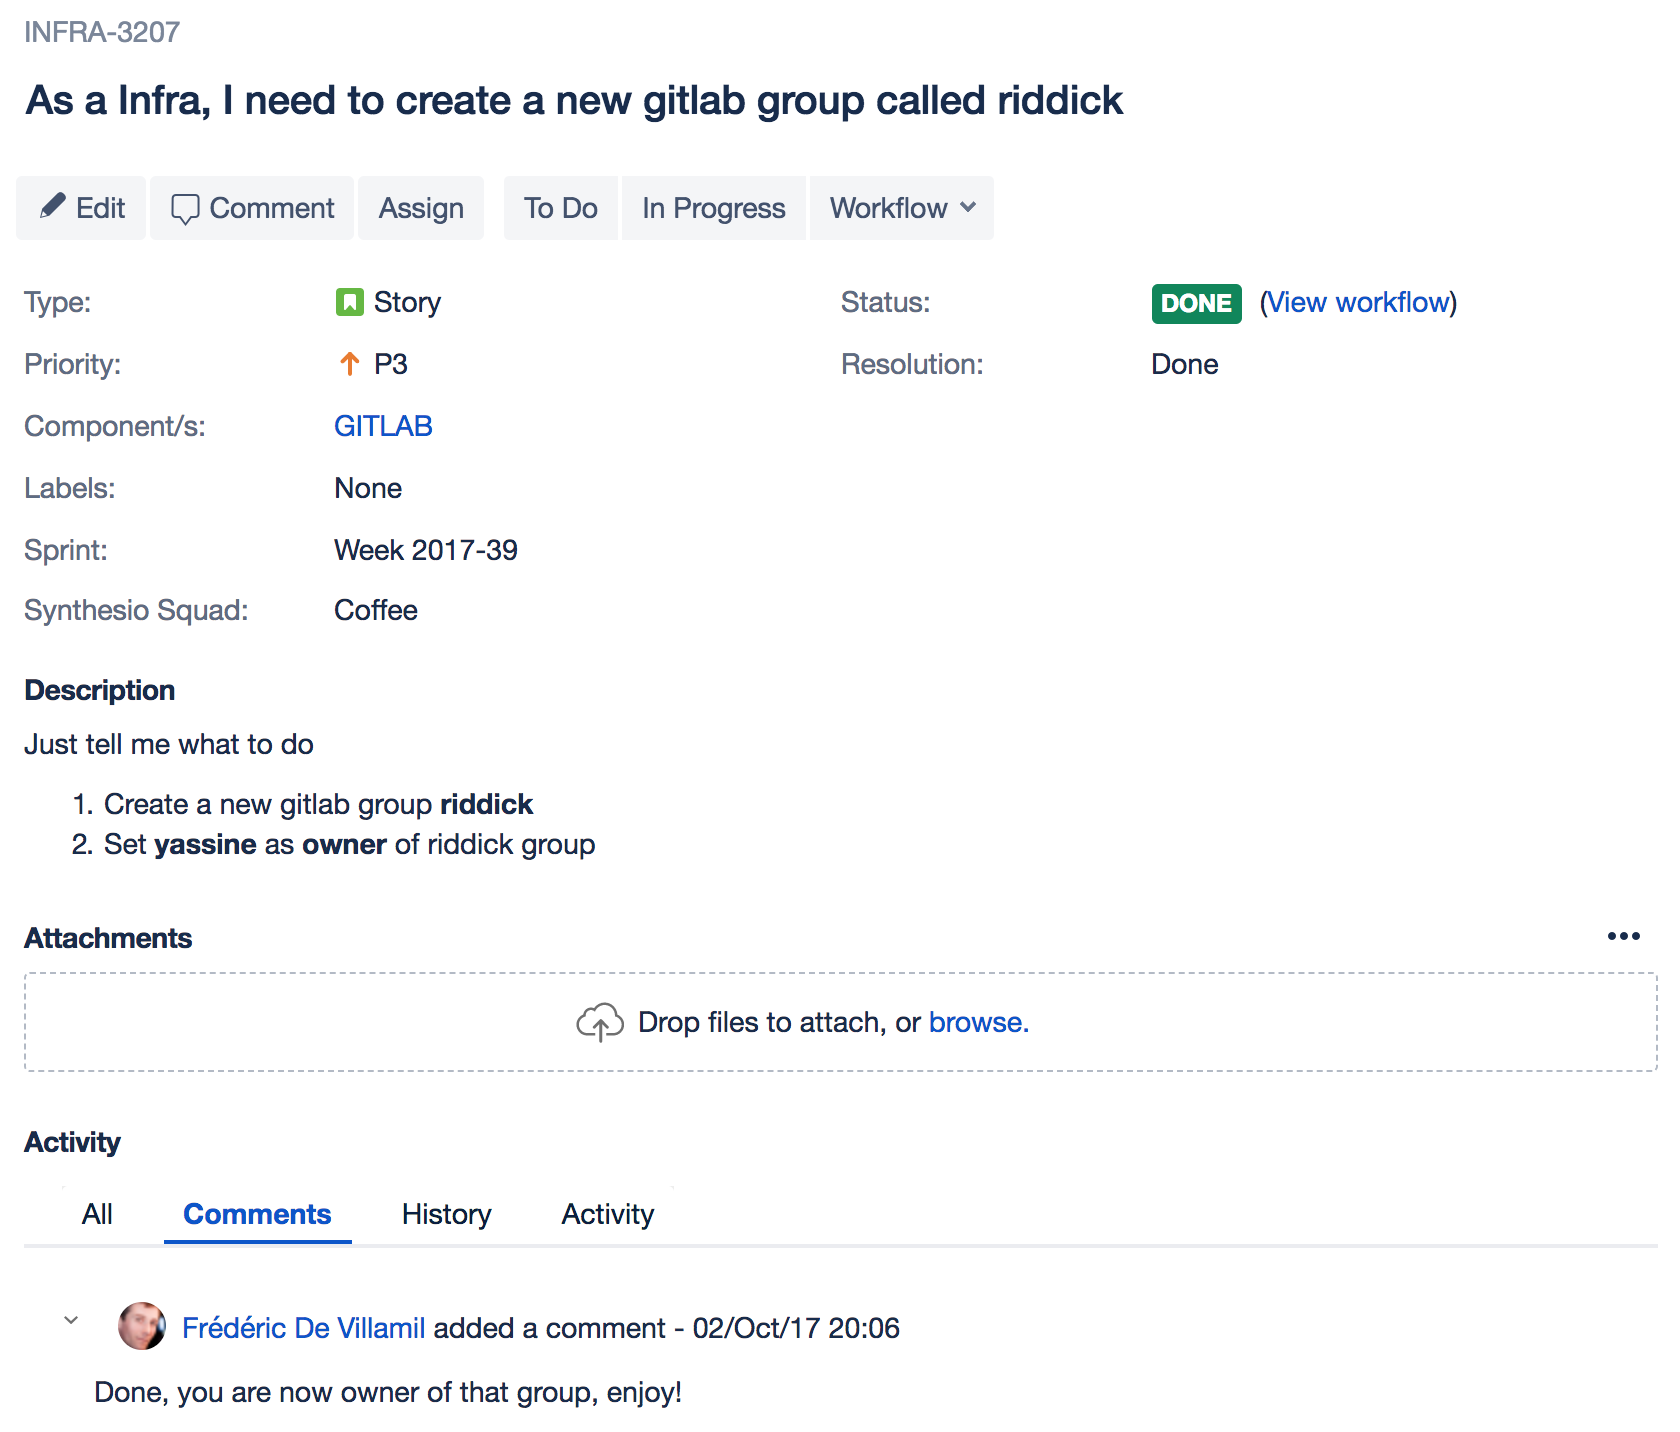 INFRA-3207
As a Infra, I need to create a new gitlab group called riddick
Edit Comment Assign To Do In Progress Workflow
Type: Story Status: DONE (View workflow)
Priority: P3 Resolution: Done
Component/s: GITLAB
Labels: None
Sprint: Week 2017-39
Synthesio Squad: Coffee
Description
Just tell me what to do
1. Create a new gitlab group riddick
2. Set yassine as owner of riddick group
Attachments
Drop files to attach, or browse.
Activity
All Comments History Activity
Frédéric De Villamil added a comment - 02/Oct/17 20:06
Done, you are now owner of that group, enjoy!